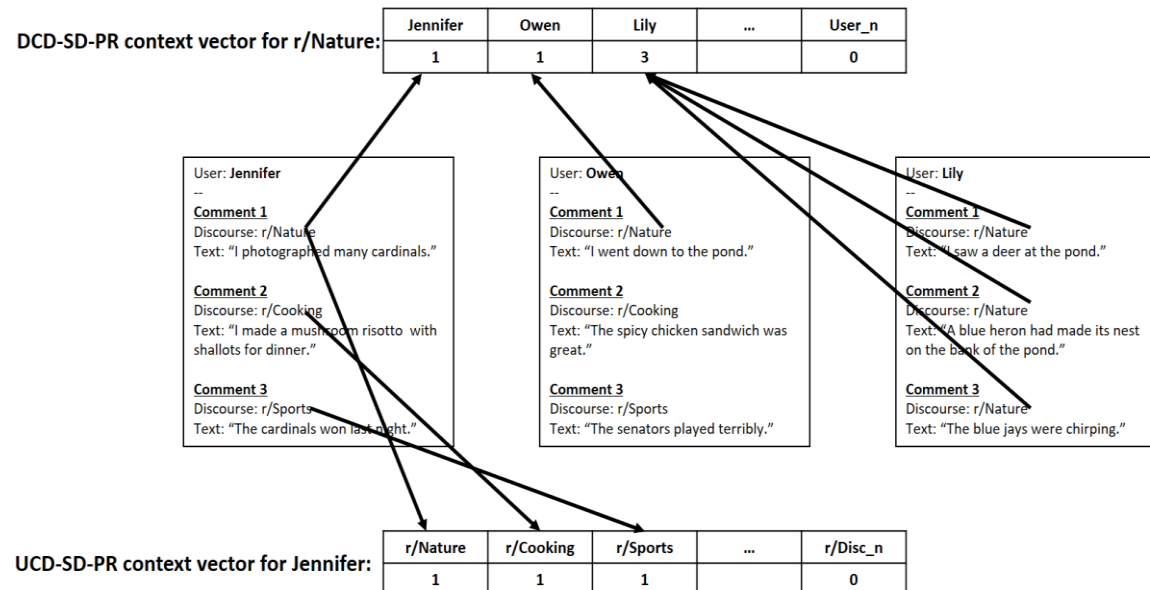 Jennifer Owen Lily ... User_n
DCD-SD-PR context vector for r/Nature:
1 1 3 0
User: Jennifer
--
Comment 1
Discourse: r/Nature
Text: “I photographed many cardinals.”
Comment 2
Discourse: r/Cooking
Text: “I made a mushroom risotto with
shallots for dinner.”
Comment 3
Discourse: r/Sports
Text: “The cardinals won last night.”
User: Owen
--
Comment 1
Discourse: r/Nature
Text: “I went down to the pond.”
Comment 2
Discourse: r/Cooking
Text: “The spicy chicken sandwich was
great.”
Comment 3
Discourse: r/Sports
Text: “The senators played terribly.”
User: Lily
--
Comment 1
Discourse: r/Nature
Text: “I saw a deer at the pond.”
Comment 2
Discourse: r/Nature
Text: “A blue heron had made its nest
on the bank of the pond.”
Comment 3
Discourse: r/Nature
Text: “The blue jays were chirping.”
r/Nature r/Cooking r/Sports ... r/Disc_n
UCD-SD-PR context vector for Jennifer:
1 1 1 0